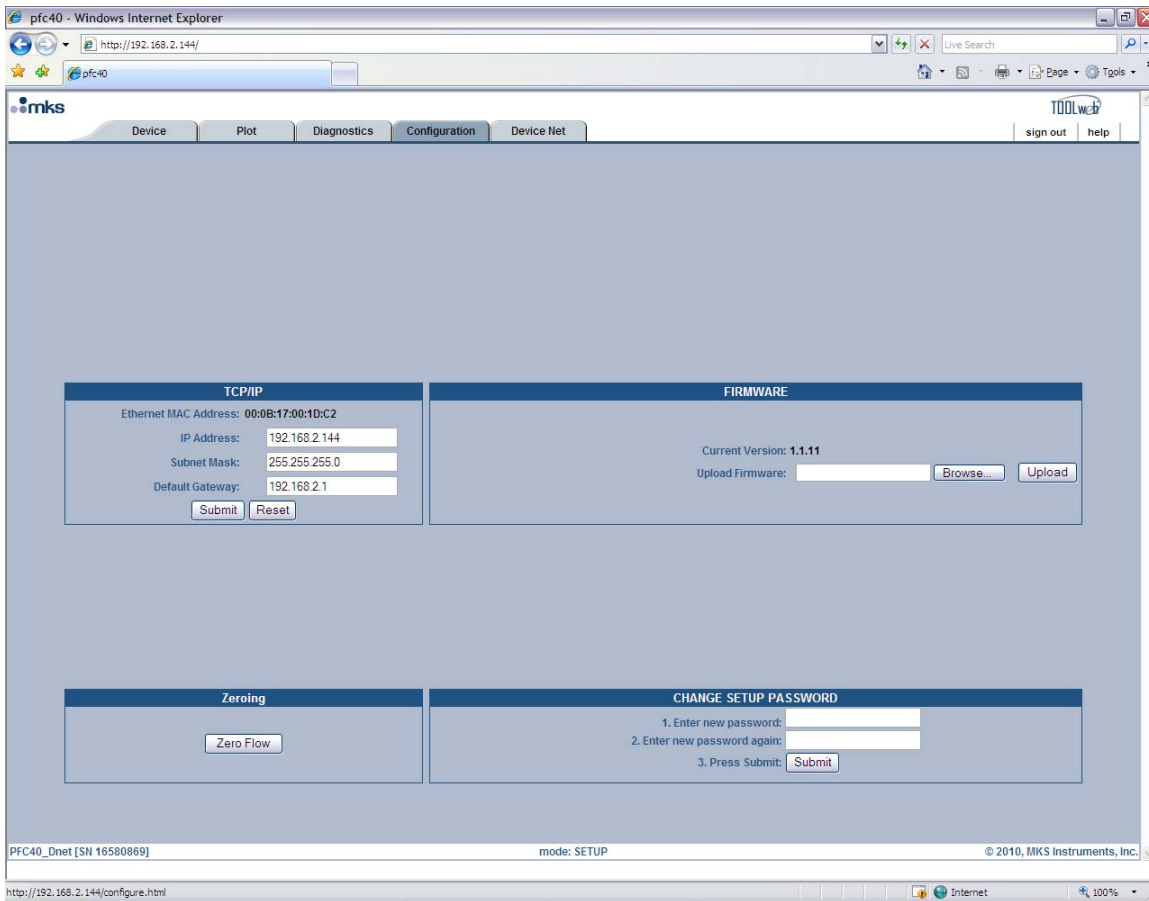 pfc40 - Windows Internet Explorer
http://192.168.2.144/
Live Search
pfc40
Page
Tools
mks
TOOLweb
Device
Plot
Diagnostics
Configuration
Device Net
sign out
help
TCP/IP
Ethernet MAC Address: 00:0B:17:00:1D:C2
IP Address: 192.168.2.144
Subnet Mask: 255.255.255.0
Default Gateway: 192.168.2.1
Submit Reset
FIRMWARE
Current Version: 1.1.11
Upload Firmware: Browse... Upload
Zeroing
Zero Flow
CHANGE SETUP PASSWORD
1. Enter new password:
2. Enter new password again:
3. Press Submit: Submit
PFC40_Dnet [SN 16580869]
mode: SETUP
© 2010, MKS Instruments, Inc.
http://192.168.2.144/configure.html
Internet
100%